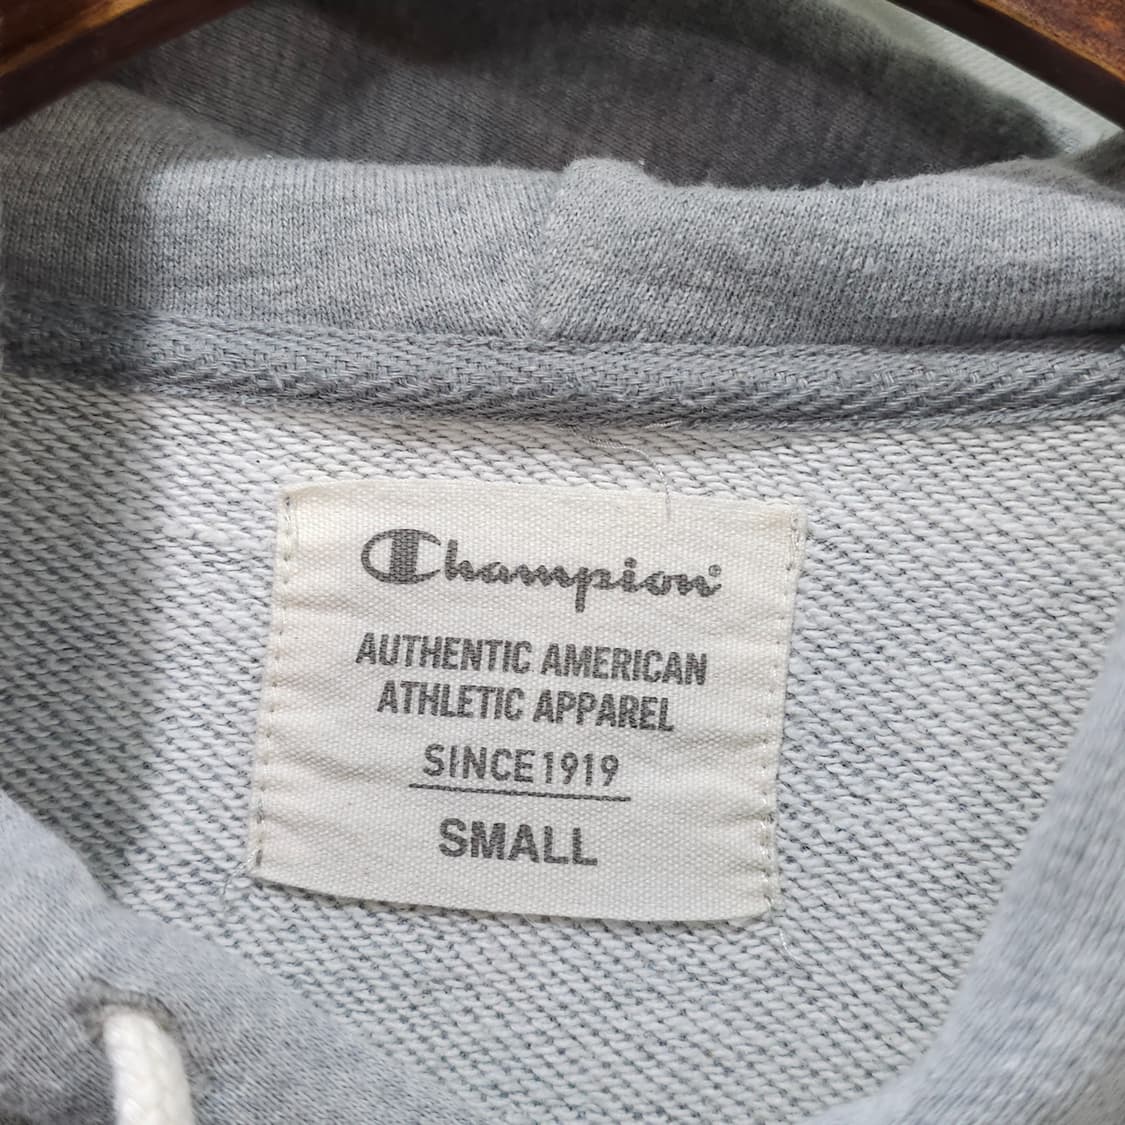 Champion®
AUTHENTIC AMERICAN
ATHLETIC APPAREL
SINCE 1919
SMALL